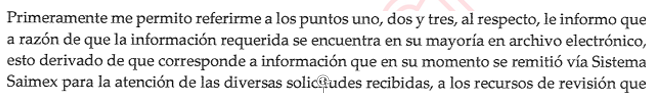 Primeramente me permito referirme a los puntos uno, dos y tres, al respecto, le informo que
a razón de que la información requerida se encuentra en su mayoría en archivo electrónico,
esto derivado de que corresponde a información que en su momento se remitió vía Sistema
Saimex para la atención de las diversas solicitudes recibidas, a los recursos de revisión que